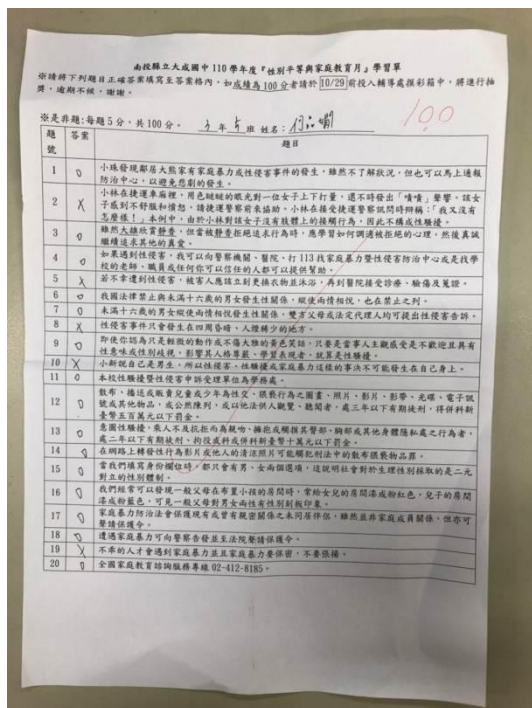 南投縣立大成國中 110 學年度『性別平等與家庭教育月』學習單
※請將下列題目正確答案填寫至答案格內,如成績為 100 分者請於 10/29 前投入輔導處摸彩箱中,將進行抽
獎,逾期不候,謝謝。
100
※是非題:每題 5 分,共 100 分。 3 年 5 班 姓名:
題號 答案 題目
1 O 小珠發現鄰居大熊家有家庭暴力或性侵害事件的發生,雖然不了解狀況,但也可以馬上通報
防治中心,以避免悲劇的發生。
2 X 小林在捷運車廂裡,用色瞇瞇的眼光對一位女子上下打量,還不時發出「嘖嘖」聲響,該女
子感到不舒服和憤怒,請捷運警察前來協助。小林在接受捷運警察訊問時辯稱:「我又沒有
怎麼樣!」本例中,由於小林對該女子沒有肢體上的接觸行為,因此不構成性騷擾。
3 O 雖然大雄欣賞靜香,但當被靜香拒絕追求行為時,應學習如何調適被拒絕的心理,然後真誠
繼續追求其他的真愛。
4 O 如果遇到性侵害,我可以向警察機關、醫院、打 113 找家庭暴力暨性侵害防治中心或是找學
校的老師、職員或任何你可以信任的人都可以提供幫助。
5 X 若不幸遭到性侵害,被害人應該立刻更換衣物並沐浴,再到醫院接受診療、驗傷及蒐證。
6 O 我國法律禁止與未滿十六歲的男女發生性關係,縱使兩情相悅,也在禁止之列。
7 O 未滿十六歲的男女縱使兩情相悅發生性關係,雙方父母或法定代理人均可提出性侵害告訴。
8 X 性侵害事件只會發生在四周昏暗、人煙稀少的地方。
9 O 即使你認為只是輕微的動作或不傷大雅的黃色笑話,只要是當事人主觀感受是不歡迎且具有
性意味或性別歧視,影響其人格尊嚴、學習表現者,就算是性騷擾。
10 X 小新說自己是男生,所以性侵害、性騷擾或家庭暴力這樣的事決不可能發生在自己身上。
11 O 本校性騷擾暨性侵害申訴受理單位為學務處。
12 O 散布、播送或販賣兒童或少年為性交、猥褻行為之圖畫、照片、影片、影帶、光碟、電子訊
號或其他物品,或公然陳列,或以他法供人觀覽、聽聞者,處三年以下有期徒刑,得併科新
臺幣五百萬元以下罰金。
13 O 意圖性騷擾,乘人不及抗拒而為親吻、擁抱或觸摸其臀部、胸部或其他身體隱私處之行為者,
處二年以下有期徒刑、拘役或科或併科新臺幣十萬元以下罰金。
14 O 在網路上轉發性行為影片或他人的清涼照片可能觸犯刑法中的散布猥褻物品罪。
15 O 當我們填寫身份欄位時,都只會有男、女兩個選項,這說明社會對於生理性別採取的是二元
對立的性別體制。
16 O 我們經常可以發現一般父母在布置小孩的房間時,常給女兒的房間漆成粉紅色,兒子的房間
漆成粉藍色,可見一般父母對男女面性有性別刻板印象。
17 O 家庭暴力防治法會保護現有或曾有親密關係之未同居伴侶,雖然並非家庭成員關係,但亦可
聲請保護令。
18 O 遭遇家庭暴力可向警察告發並至法院聲請保護令。
19 X 不幸的人才會遇到家庭暴力並且家庭暴力要保密,不要張揚。
20 O 全國家庭教育諮詢服務專線 02-412-8185。